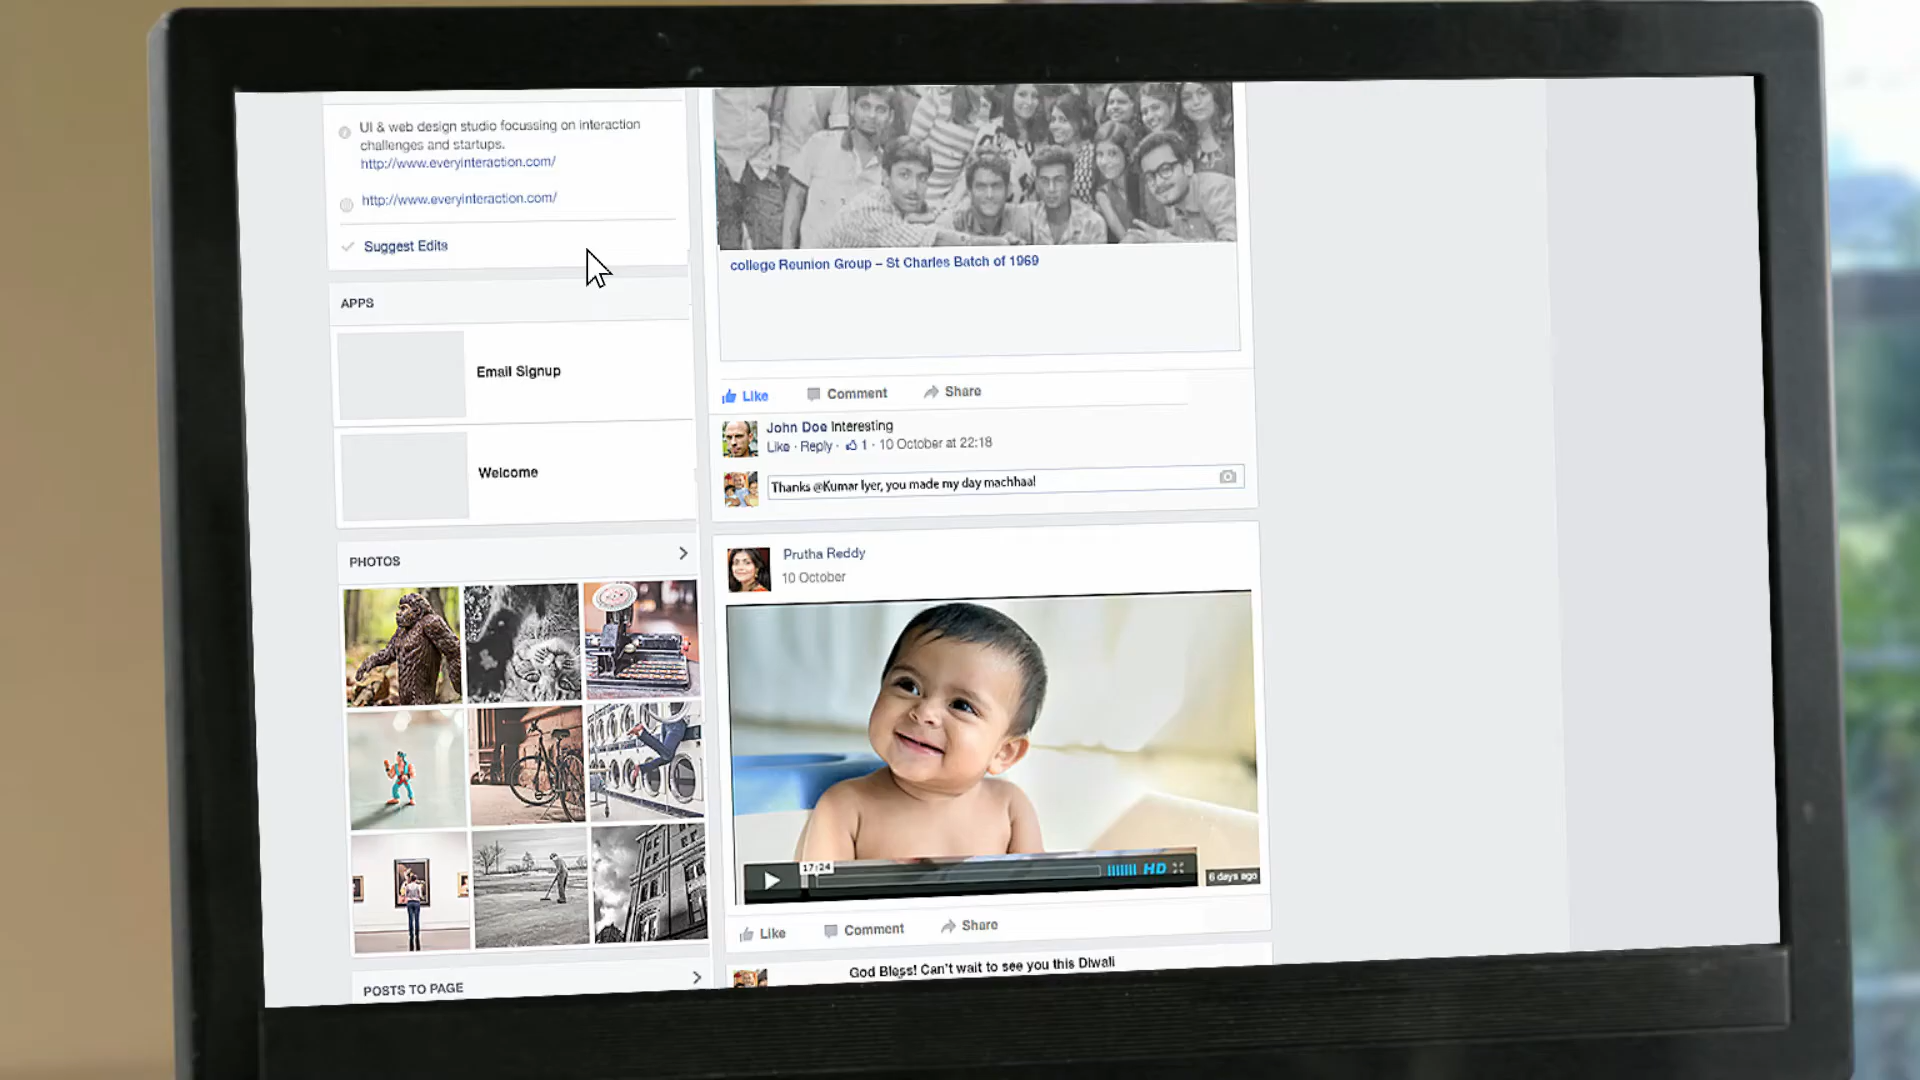 UI & web design studio focussing on interaction
challenges and startups.
http://www.everyinteraction.com/
http://www.everyinteraction.com/
Suggest Edits
APPS
Email Signup
Welcome
PHOTOS
POSTS TO PAGE
college Reunion Group – St Charles Batch of 1969
Like Comment Share
John Doe Interesting
Like · Reply · 1 · 10 October at 22:18
Thanks @Kumar Iyer, you made my day machhaa!
Prutha Reddy
10 October
17:24
HD
6 days ago
Like Comment Share
God Bless! Can't wait to see you this Diwali